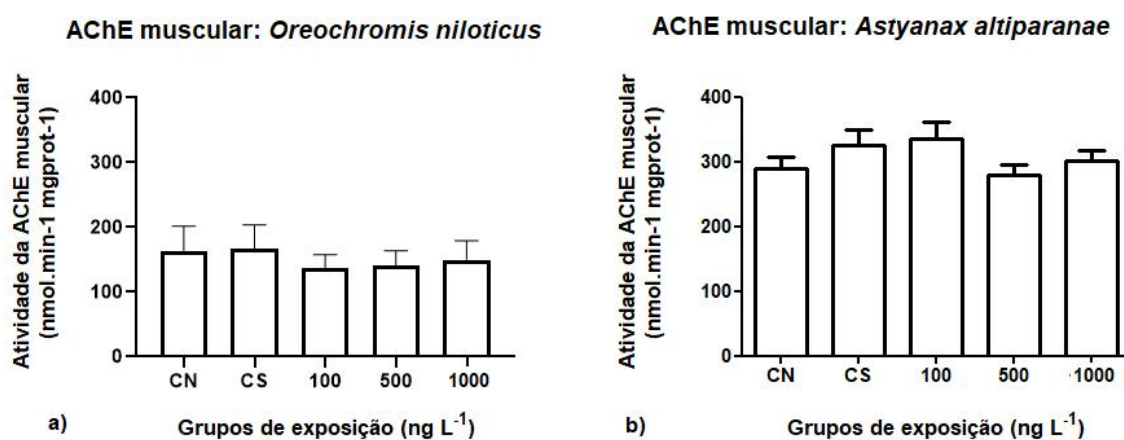 AChE muscular: Oreochromis niloticus
Atividade da AChE muscular
(nmol.min-1 mgprot-1)
400
300
200
100
0
CN CS 100 500 1000
a) Grupos de exposição (ng L⁻¹)
AChE muscular: Astyanax altiparanae
Atividade da AChE muscular
(nmol.min-1 mgprot-1)
400
300
200
100
0
CN CS 100 500 1000
b) Grupos de exposição (ng L⁻¹)